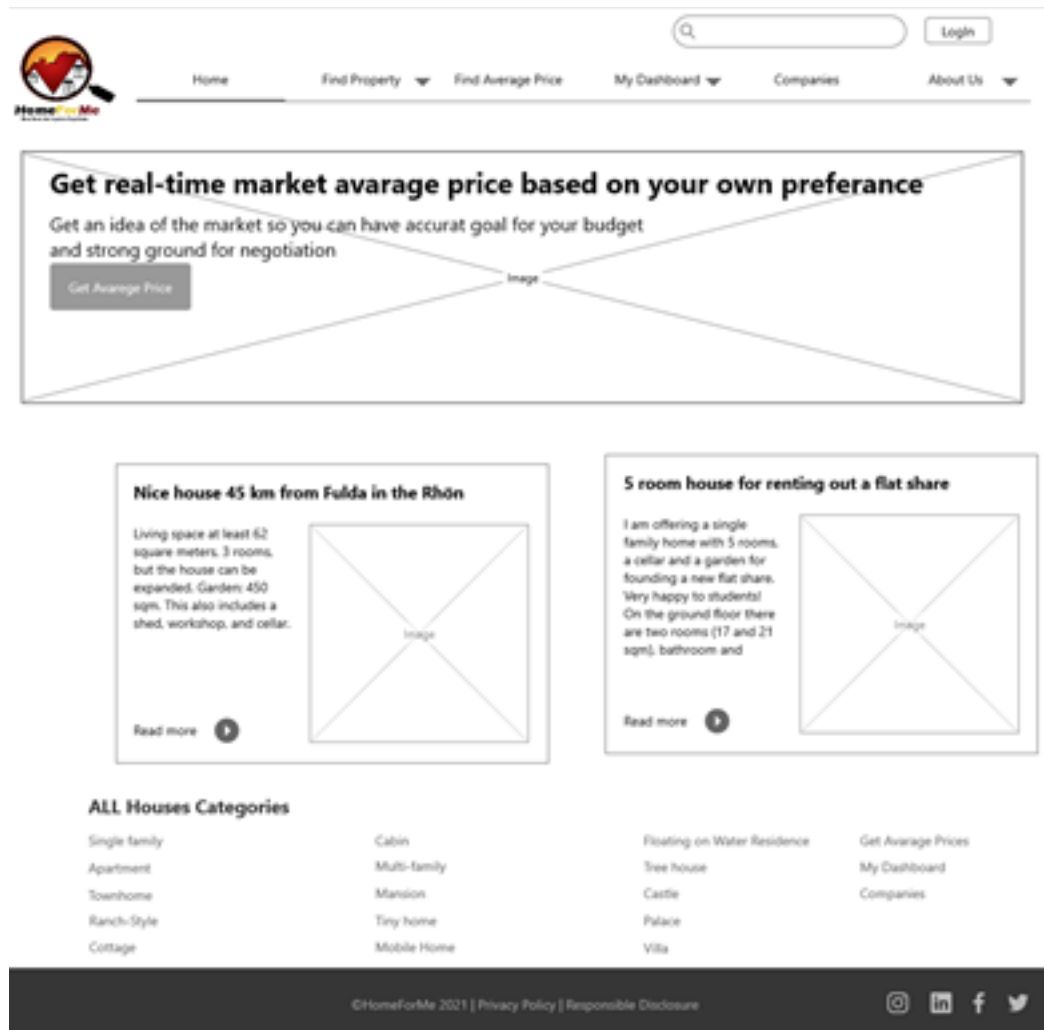 LogIn
HomeForMe
Home
Find Property
Find Average Price
My Dashboard
Companies
About Us
Get real-time market avarage price based on your own preferance
Get an idea of the market so you can have accurat goal for your budget
and strong ground for negotiation
Get Avarege Price
Image
Nice house 45 km from Fulda in the Rhön
Living space at least 62
square meters, 3 rooms,
but the house can be
expanded. Garden: 450
sqm. This also includes a
shed, workshop, and cellar.
Image
Read more
5 room house for renting out a flat share
I am offering a single
family home with 5 rooms,
a cellar and a garden for
founding a new flat share.
Very happy to students!
On the ground floor there
are two rooms (17 and 21
sqm), bathroom and
Image
Read more
ALL Houses Categories
Single family
Apartment
Townhome
Ranch-Style
Cottage
Cabin
Multi-family
Mansion
Tiny home
Mobile Home
Floating on Water Residence
Tree house
Castle
Palace
Villa
Get Avarage Prices
My Dashboard
Companies
©HomeForMe 2021 | Privacy Policy | Responsible Disclosure